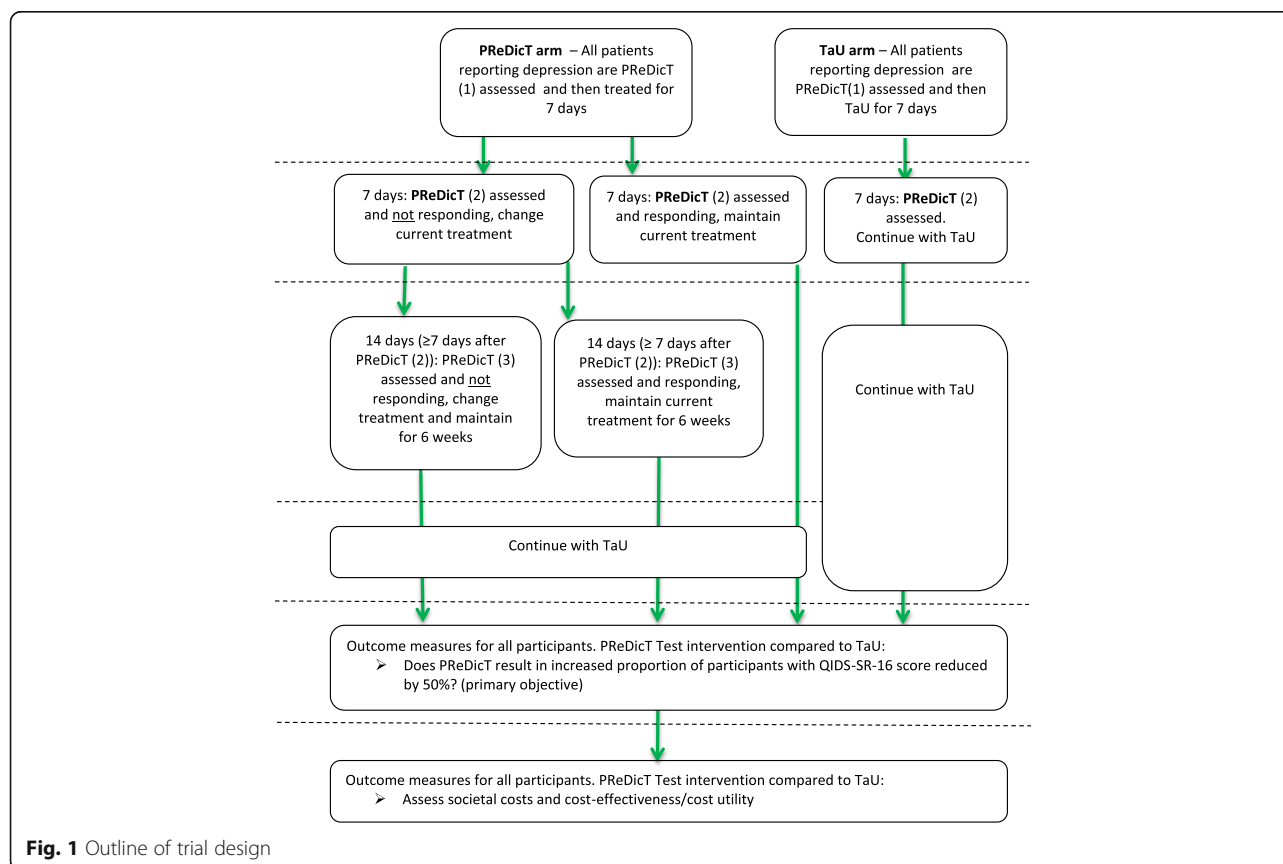 PReDicT arm – All patients
reporting depression are PReDicT
(1) assessed and then treated for
7 days
TaU arm – All patients
reporting depression are
PReDicT(1) assessed and then
TaU for 7 days
7 days: PReDicT (2) assessed
and not responding, change
current treatment
7 days: PReDicT (2) assessed
and responding, maintain
current treatment
7 days: PReDicT (2)
assessed.
Continue with TaU
14 days (≥7 days after
PReDicT (2)): PReDicT (3)
assessed and not
responding, change
treatment and maintain
for 6 weeks
14 days (≥ 7 days after
PReDicT (2)): PReDicT (3)
assessed and responding,
maintain current
treatment for 6 weeks
Continue with TaU
Continue with TaU
Outcome measures for all participants. PReDicT Test intervention compared to TaU:
➢ Does PReDicT result in increased proportion of participants with QIDS-SR-16 score reduced
by 50%? (primary objective)
Outcome measures for all participants. PReDicT Test intervention compared to TaU:
➢ Assess societal costs and cost-effectiveness/cost utility
Fig. 1 Outline of trial design